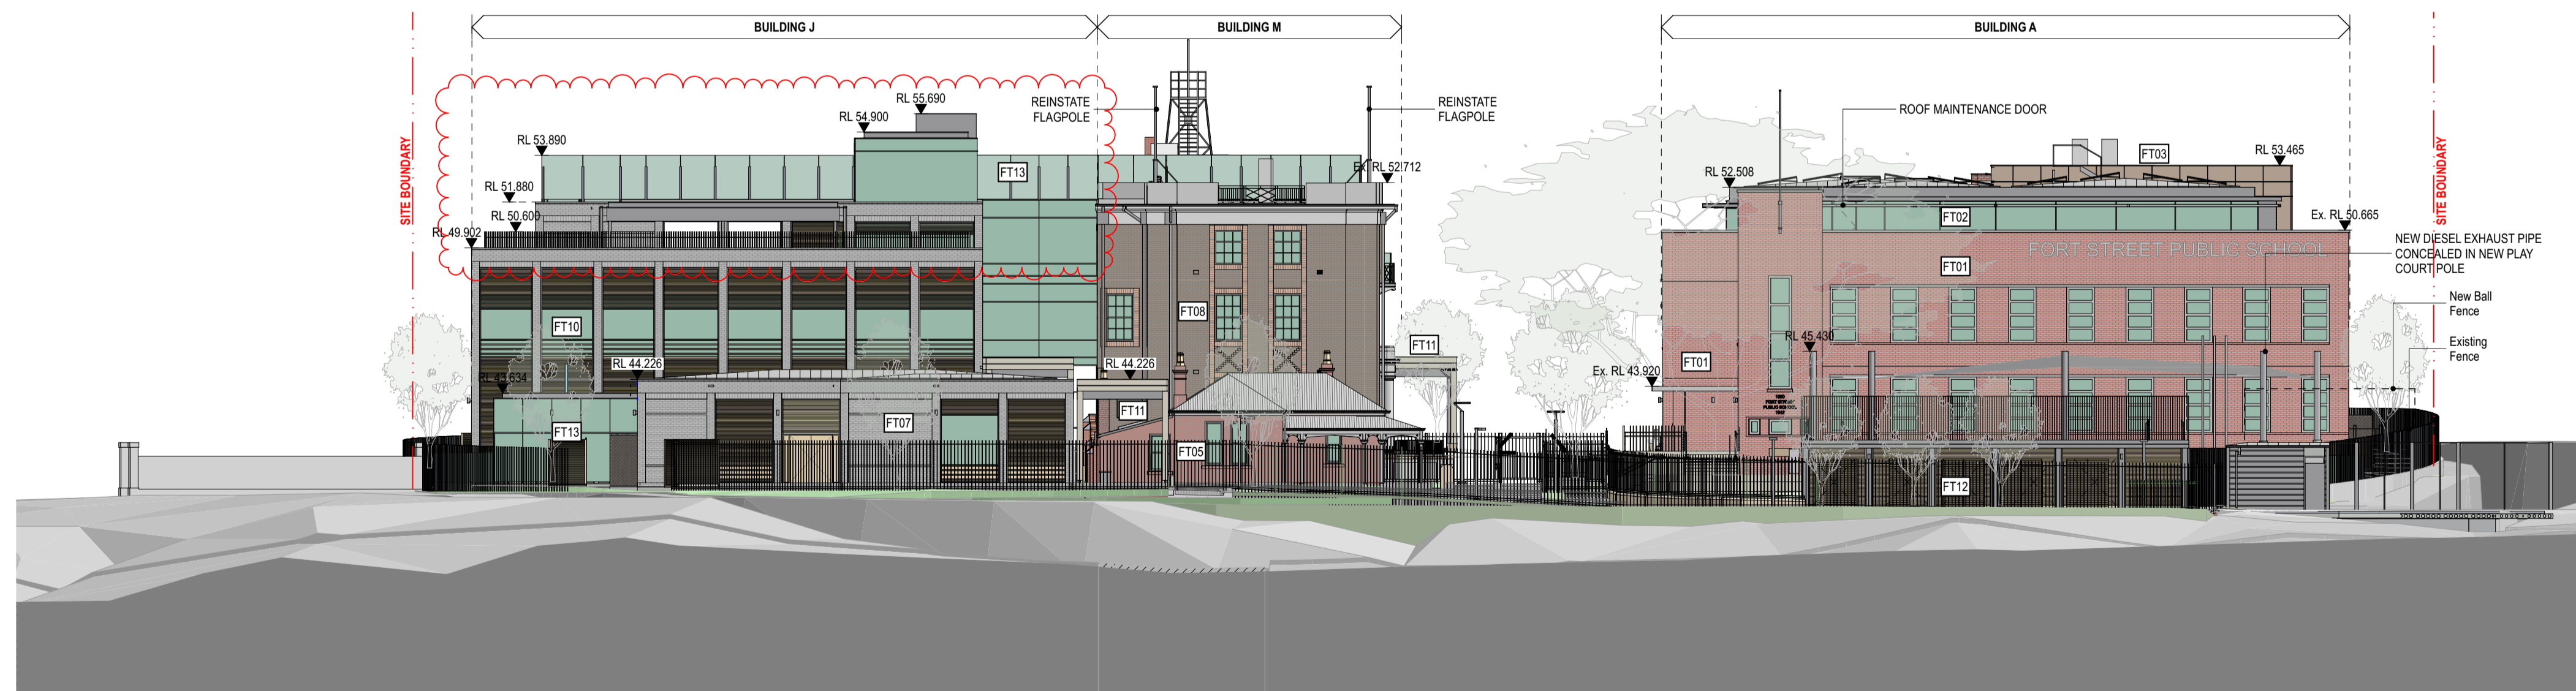 BUILDING J
BUILDING M
BUILDING A
SITE BOUNDARY
RL 55.690
RL 54.900
RL 53.890
RL 51.880
RL 50.600
RL 49.902
REINSTATE
FLAGPOLE
REINSTATE
FLAGPOLE
ROOF MAINTENANCE DOOR
FT13
Ex. RL 52.712
RL 52.508
FT03
RL 53.465
SITE BOUNDARY
FT02
Ex. RL 50.665
FORT STREET PUBLIC SCHOOL
FT01
NEW DIESEL EXHAUST PIPE
CONCEALED IN NEW PLAY
COURT POLE
New Ball
Fence
Existing
Fence
FT10
FT08
FT11
RL 45.430
FT01
Ex. RL 43.920
RL 44.226
RL 44.226
RL 43.634
FT11
FT07
FT13
FT05
FT12